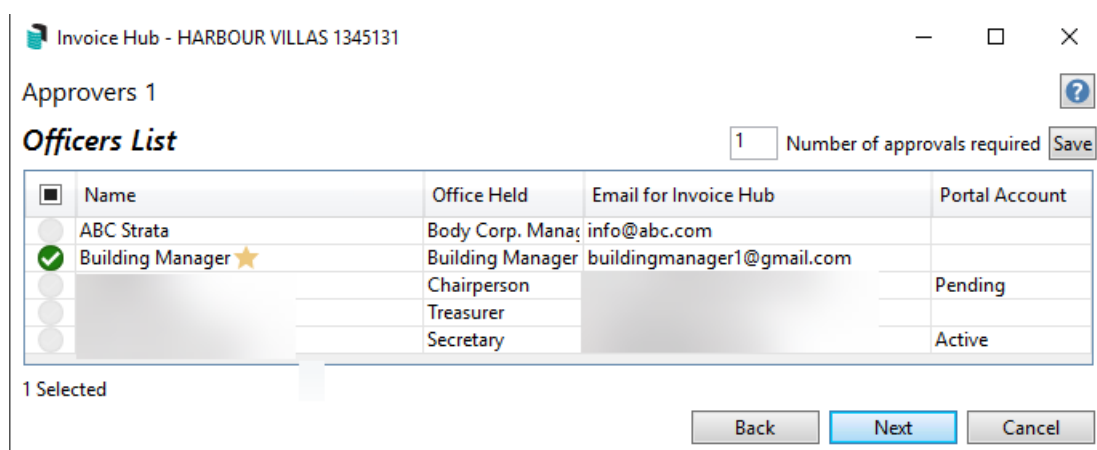 Invoice Hub - HARBOUR VILLAS 1345131
Approvers 1
?
Officers List
1 Number of approvals required Save
Name Office Held Email for Invoice Hub Portal Account
ABC Strata Body Corp. Manag info@abc.com
Building Manager Building Manager buildingmanager1@gmail.com
Chairperson Pending
Treasurer
Secretary Active
1 Selected
Back Next Cancel